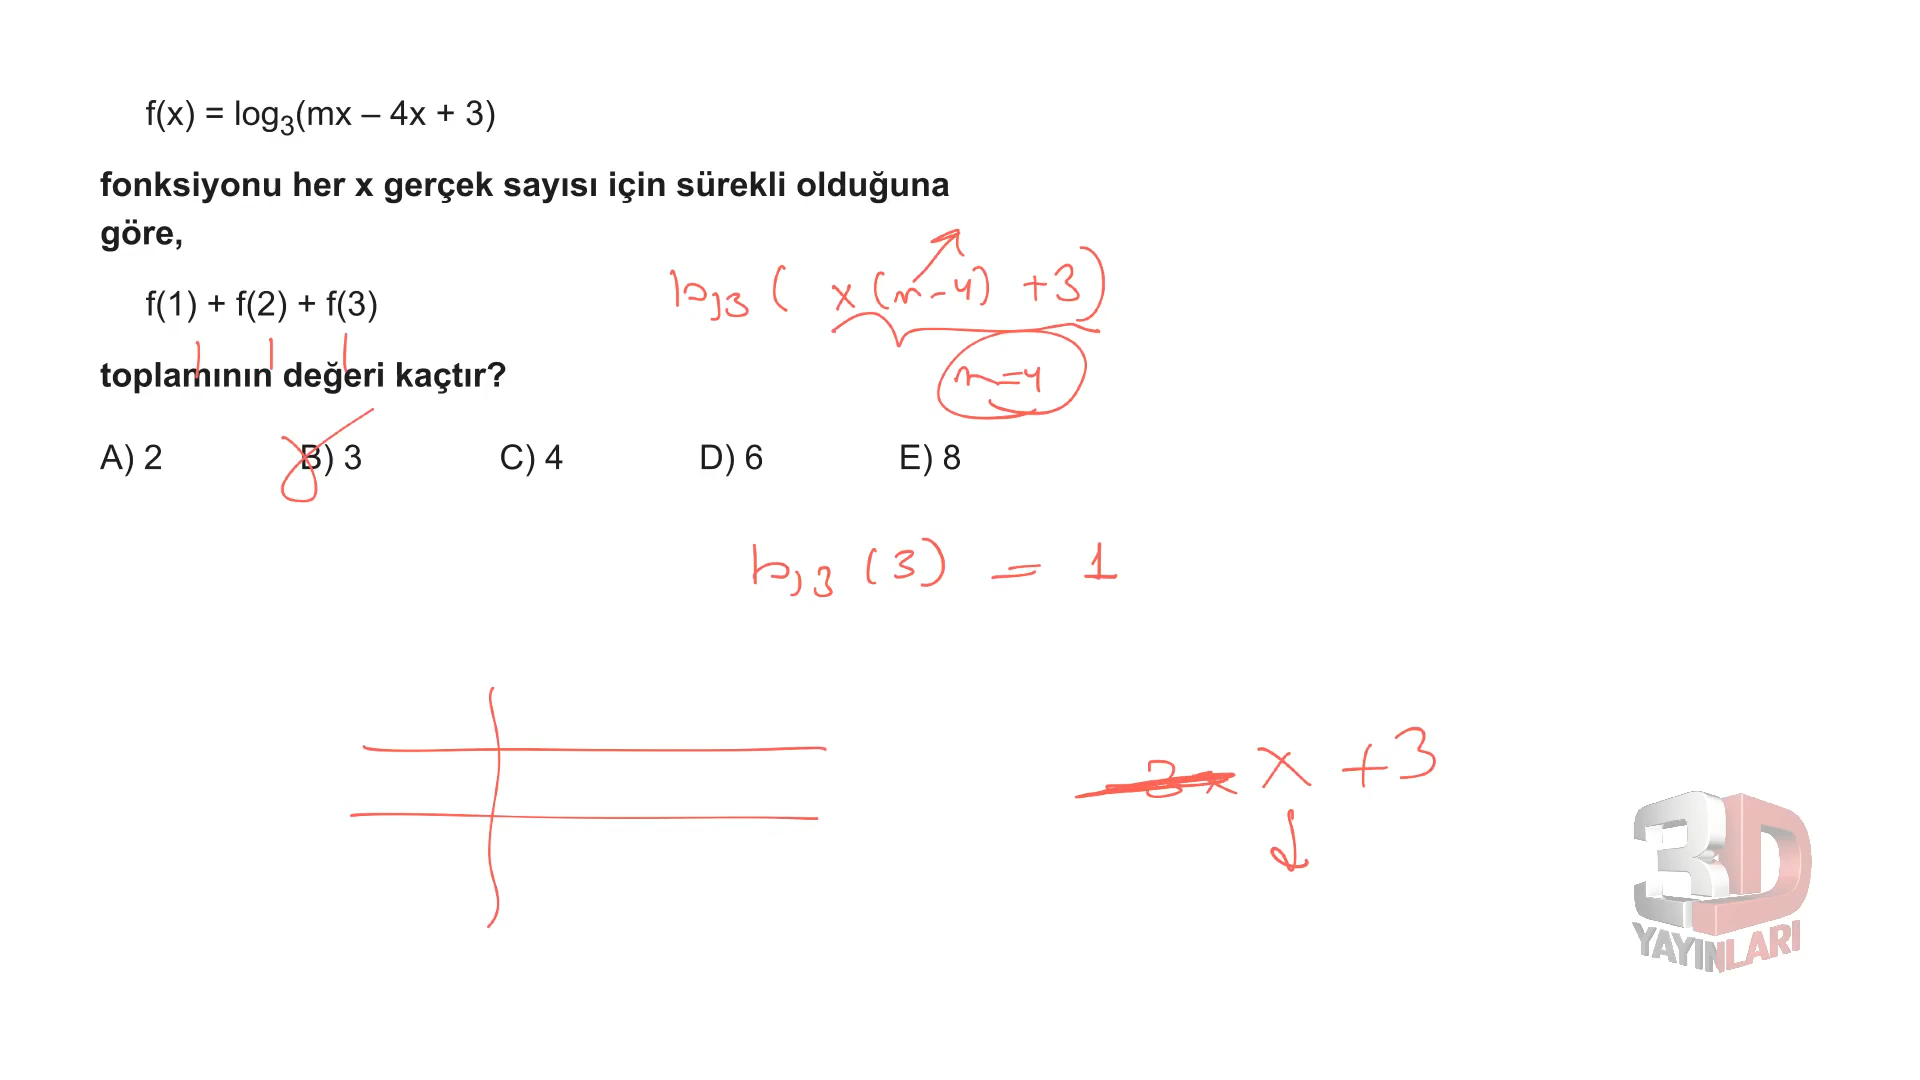 f(x) = log₃(mx – 4x + 3)
fonksiyonu her x gerçek sayısı için sürekli olduğuna
göre,
log3 ( x (m-4) +3)
f(1) + f(2) + f(3)
m=4
toplamının değeri kaçtır?
A) 2 B) 3 C) 4 D) 6 E) 8
log3 (3) = 1
x +3
3D
YAYINLARI